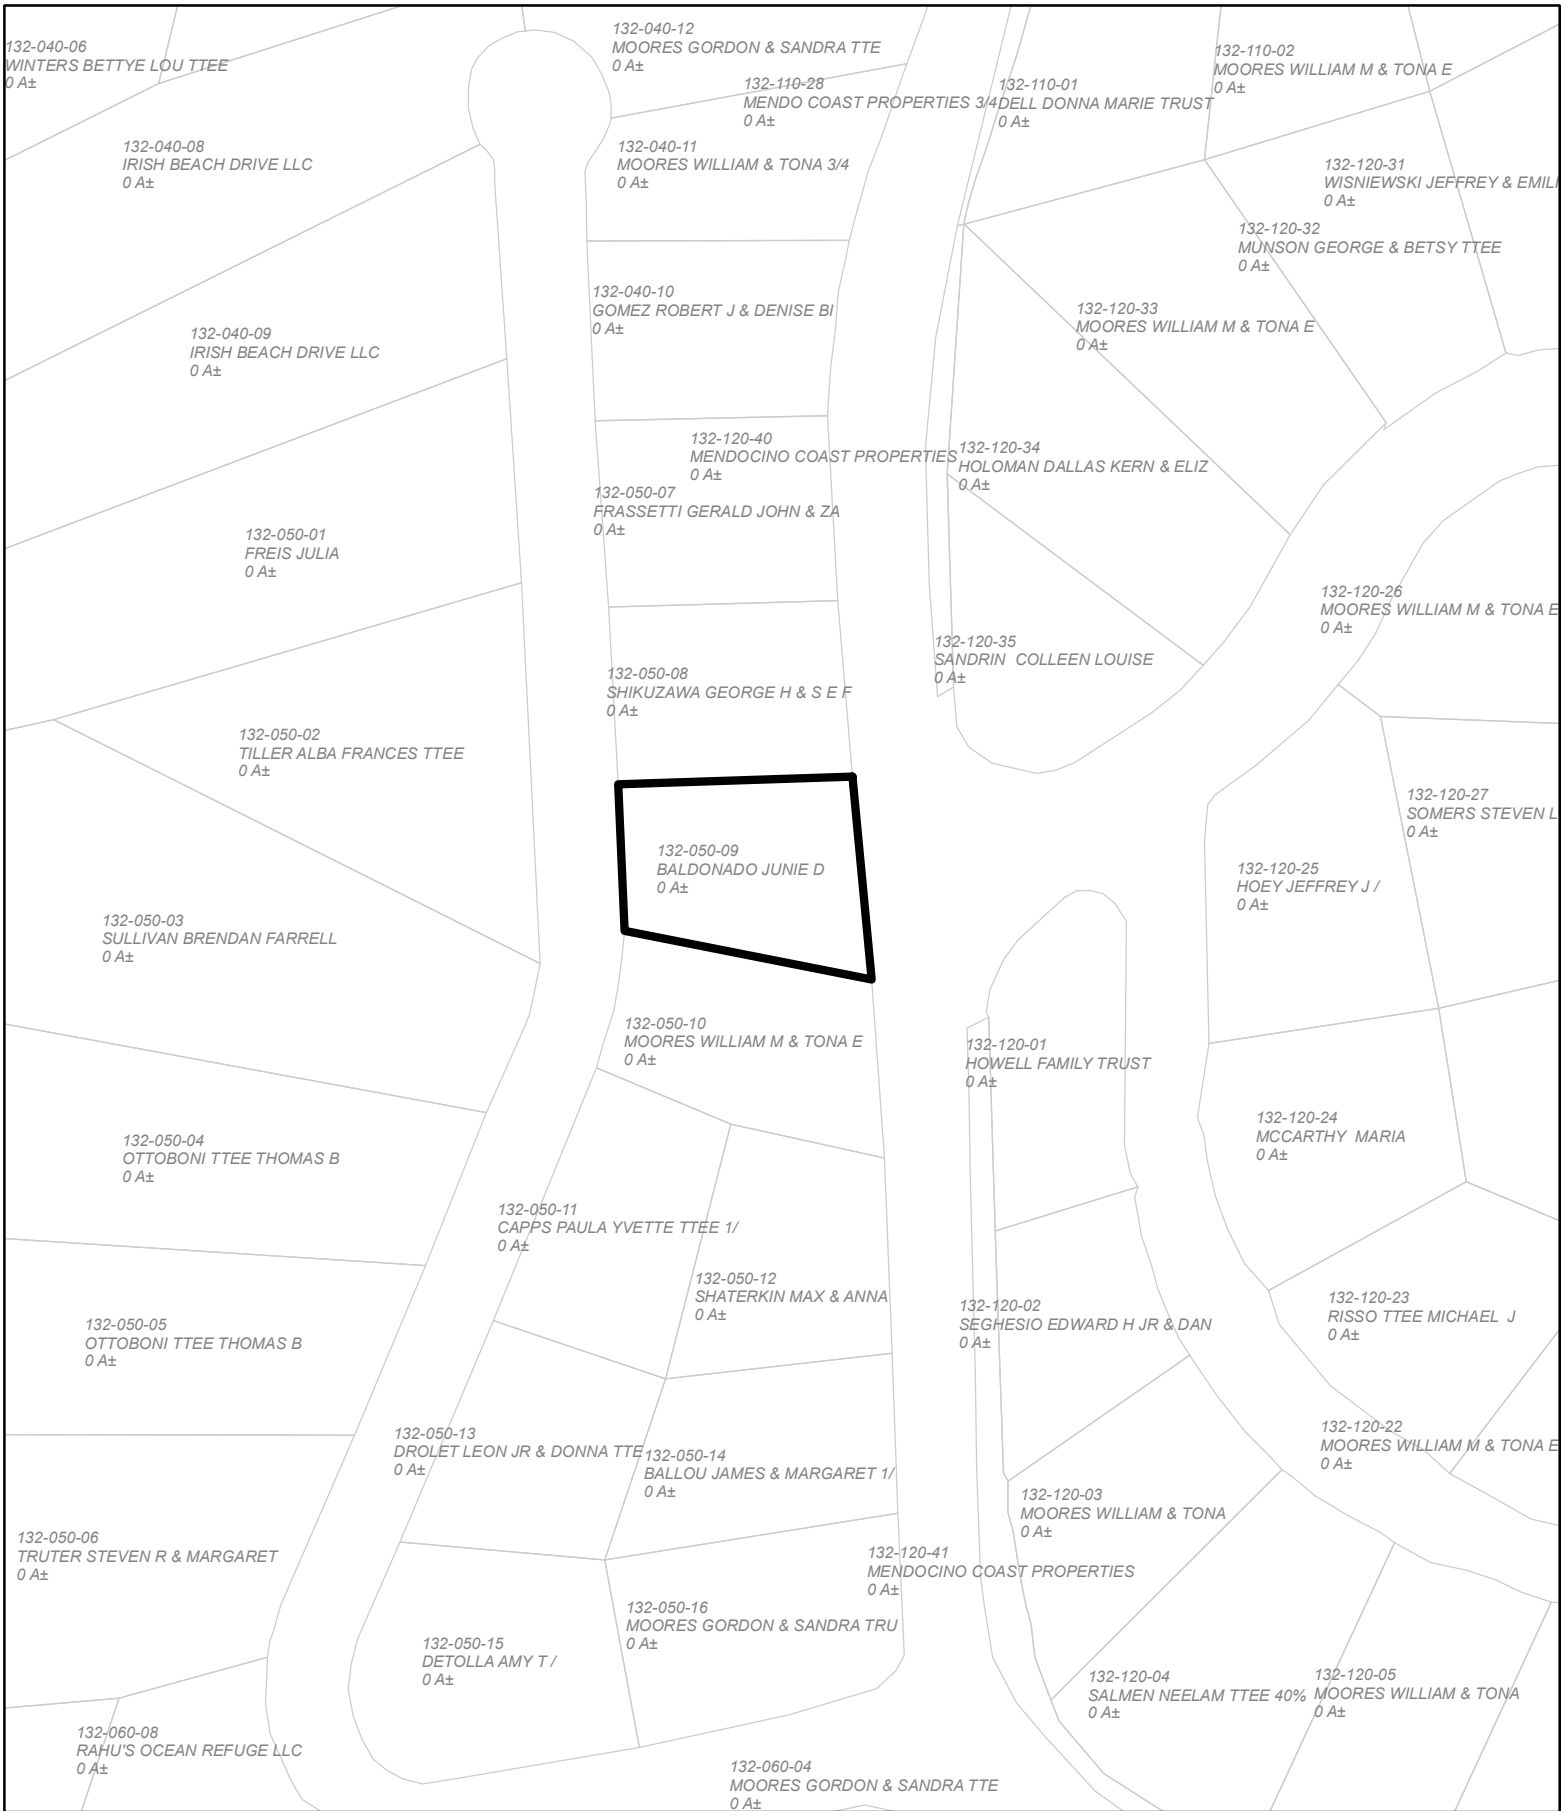 132-040-06
WINTERS BETTYE LOU TTEE
0 A±
132-040-12
MOORES GORDON & SANDRA TTE
0 A±
132-110-28
MENDO COAST PROPERTIES 3/4
0 A±
132-110-01
DELL DONNA MARIE TRUST
0 A±
132-110-02
MOORES WILLIAM M & TONA E
0 A±
132-040-08
IRISH BEACH DRIVE LLC
0 A±
132-040-11
MOORES WILLIAM & TONA 3/4
0 A±
132-120-31
WISNIEWSKI JEFFREY & EMILI
0 A±
132-120-32
MUNSON GEORGE & BETSY TTEE
0 A±
132-040-10
GOMEZ ROBERT J & DENISE BI
0 A±
132-120-33
MOORES WILLIAM M & TONA E
0 A±
132-040-09
IRISH BEACH DRIVE LLC
0 A±
132-120-40
MENDOCINO COAST PROPERTIES
0 A±
132-120-34
HOLOMAN DALLAS KERN & ELIZ
0 A±
132-050-07
FRASSETTI GERALD JOHN & ZA
0 A±
132-050-01
FREIS JULIA
0 A±
132-120-26
MOORES WILLIAM M & TONA E
0 A±
132-120-35
SANDRIN  COLLEEN LOUISE
0 A±
132-050-08
SHIKUZAWA GEORGE H & S E F
0 A±
132-050-02
TILLER ALBA FRANCES TTEE
0 A±
132-120-27
SOMERS STEVEN L
0 A±
132-050-09
BALDONADO JUNIE D
0 A±
132-120-25
HOEY JEFFREY J /
0 A±
132-050-03
SULLIVAN BRENDAN FARRELL
0 A±
132-050-10
MOORES WILLIAM M & TONA E
0 A±
132-120-01
HOWELL FAMILY TRUST
0 A±
132-120-24
MCCARTHY  MARIA
0 A±
132-050-04
OTTOBONI TTEE THOMAS B
0 A±
132-050-11
CAPPS PAULA YVETTE TTEE 1/
0 A±
132-050-12
SHATERKIN MAX & ANNA
0 A±
132-120-02
SEGHESIO EDWARD H JR & DAN
0 A±
132-120-23
RISSO TTEE MICHAEL  J
0 A±
132-050-05
OTTOBONI TTEE THOMAS B
0 A±
132-050-13
DROLET LEON JR & DONNA TTE
0 A±
132-050-14
BALLOU JAMES & MARGARET 1/
0 A±
132-120-22
MOORES WILLIAM M & TONA E
0 A±
132-120-03
MOORES WILLIAM & TONA
0 A±
132-050-06
TRUTER STEVEN R & MARGARET
0 A±
132-120-41
MENDOCINO COAST PROPERTIES
0 A±
132-050-16
MOORES GORDON & SANDRA TRU
0 A±
132-050-15
DETOLLA AMY T /
0 A±
132-120-04
SALMEN NEELAM TTEE 40%
0 A±
132-120-05
MOORES WILLIAM & TONA
0 A±
132-060-08
RAHU'S OCEAN REFUGE LLC
0 A±
132-060-04
MOORES GORDON & SANDRA TTE
0 A±